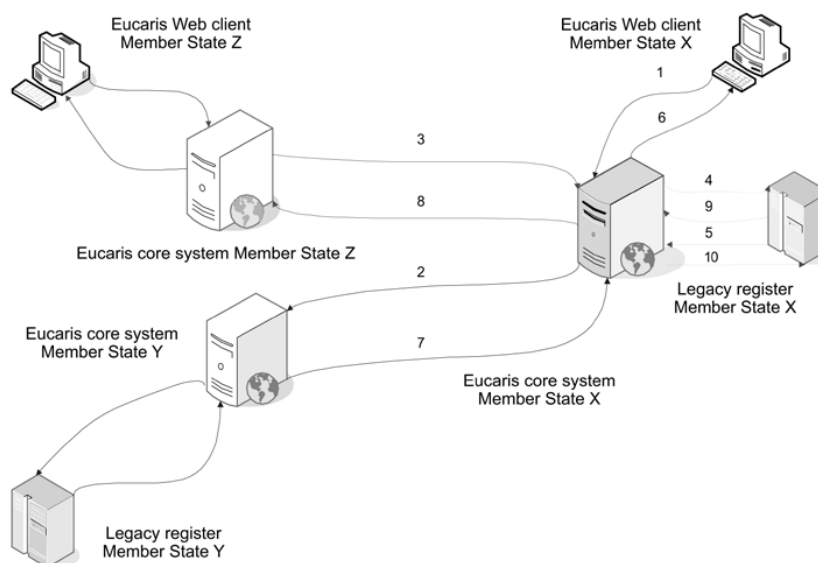 Eucaris Web client
Member State Z
Eucaris Web client
Member State X
1
6
3
4
8
9
5
10
Eucaris core system Member State Z
2
Legacy register
Member State X
Eucaris core system
Member State Y
7
Eucaris core system
Member State X
Legacy register
Member State Y